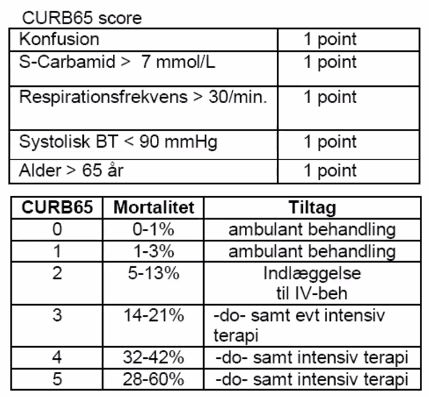 CURB65 score
Konfusion 1 point
S-Carbamid > 7 mmol/L 1 point
Respirationsfrekvens > 30/min. 1 point
Systolisk BT < 90 mmHg 1 point
Alder > 65 år 1 point
CURB65 Mortalitet Tiltag
0 0-1% ambulant behandling
1 1-3% ambulant behandling
2 5-13% Indlæggelse
til IV-beh
3 14-21% -do- samt evt intensiv
terapi
4 32-42% -do- samt intensiv terapi
5 28-60% -do- samt intensiv terapi